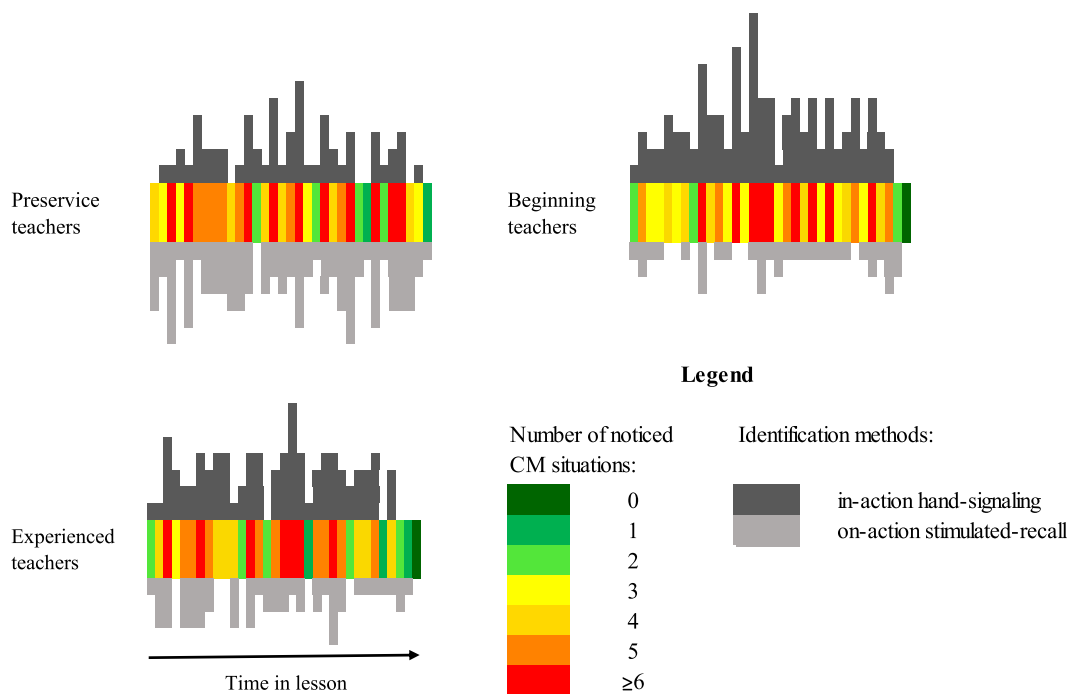 Preservice
teachers
Beginning
teachers
Experienced
teachers
Time in lesson
Legend
Number of noticed
CM situations:
0
1
2
3
4
5
≥6
Identification methods:
in-action hand-signaling
on-action stimulated-recall